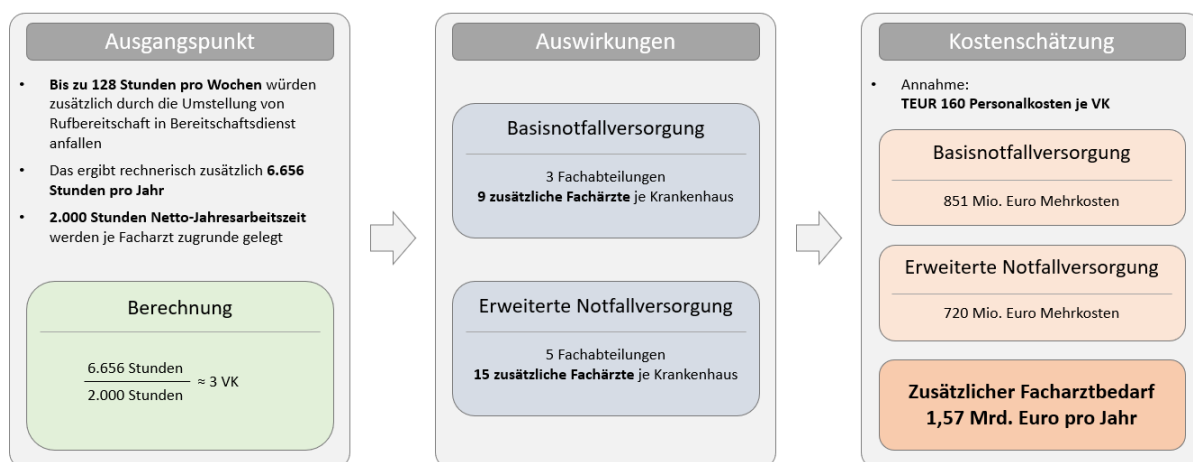 Ausgangspunkt
• Bis zu 128 Stunden pro Wochen würden
zusätzlich durch die Umstellung von
Rufbereitschaft in Bereitschaftsdienst
anfallen
• Das ergibt rechnerisch zusätzlich 6.656
Stunden pro Jahr
• 2.000 Stunden Netto-Jahresarbeitszeit
werden je Facharzt zugrunde gelegt
Berechnung
6.656 Stunden
2.000 Stunden
≈ 3 VK
Auswirkungen
Basisnotfallversorgung
3 Fachabteilungen
9 zusätzliche Fachärzte je Krankenhaus
Erweiterte Notfallversorgung
5 Fachabteilungen
15 zusätzliche Fachärzte je Krankenhaus
Kostenschätzung
• Annahme:
TEUR 160 Personalkosten je VK
Basisnotfallversorgung
851 Mio. Euro Mehrkosten
Erweiterte Notfallversorgung
720 Mio. Euro Mehrkosten
Zusätzlicher Facharztbedarf
1,57 Mrd. Euro pro Jahr